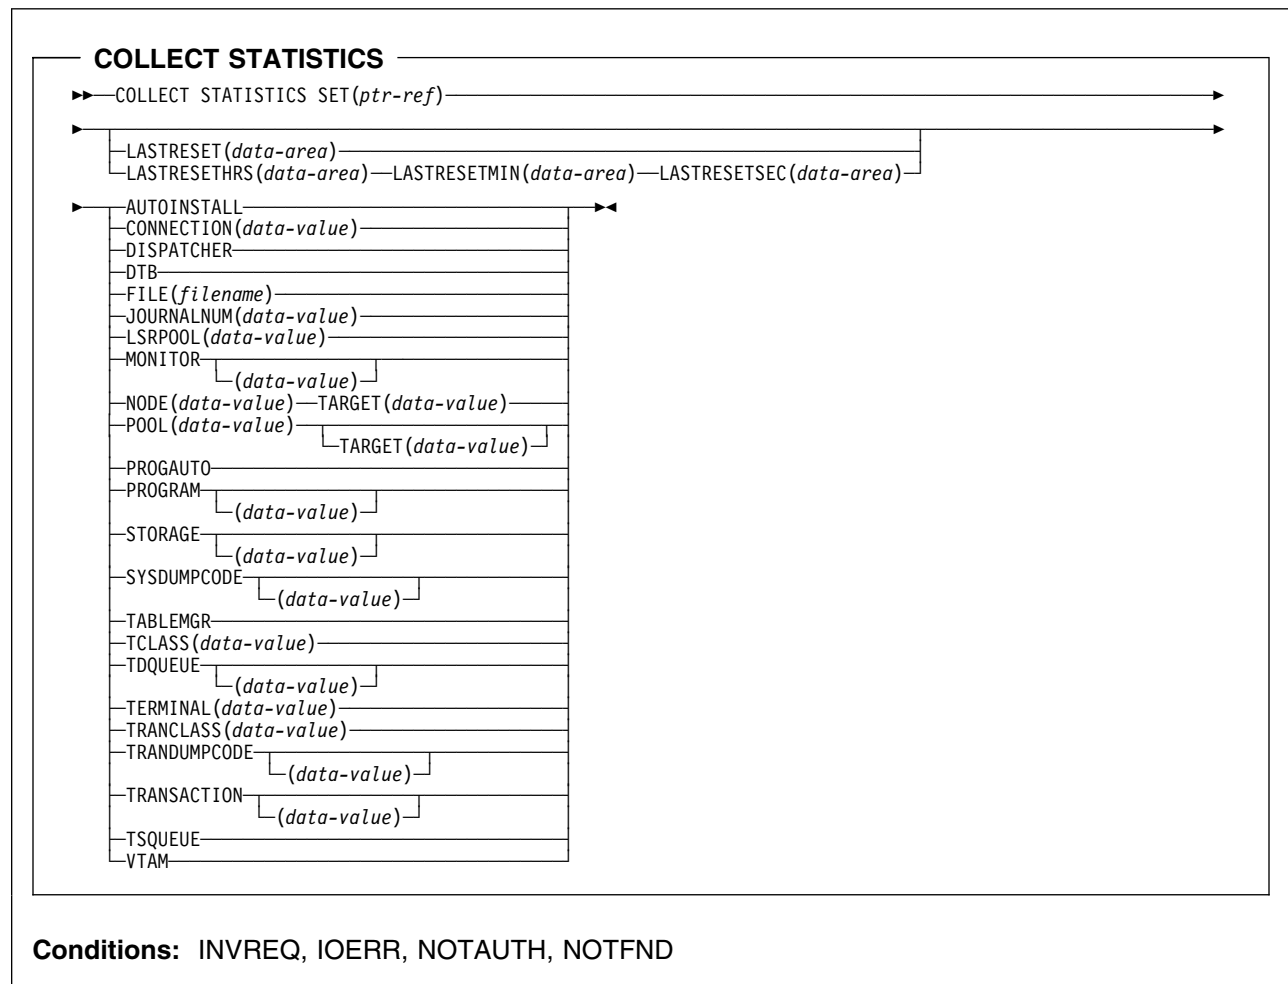 COLLECT STATISTICS
COLLECT STATISTICS SET(ptr-ref)
LASTRESET(data-area)
LASTRESETHRS(data-area) LASTRESETMIN(data-area) LASTRESETSEC(data-area)
AUTOINSTALL
CONNECTION(data-value)
DISPATCHER
DTB
FILE(filename)
JOURNALNUM(data-value)
LSRPOOL(data-value)
MONITOR
(data-value)
NODE(data-value) TARGET(data-value)
POOL(data-value)
TARGET(data-value)
PROGAUTO
PROGRAM
(data-value)
STORAGE
(data-value)
SYSDUMPCODE
(data-value)
TABLEMGR
TCLASS(data-value)
TDQUEUE
(data-value)
TERMINAL(data-value)
TRANCLASS(data-value)
TRANDUMPCODE
(data-value)
TRANSACTION
(data-value)
TSQUEUE
VTAM
Conditions: INVREQ, IOERR, NOTAUTH, NOTFND